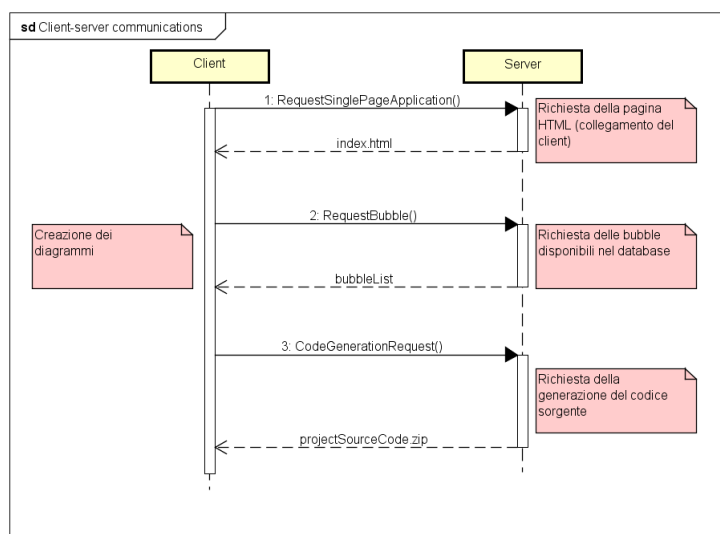 sd Client-server communications
Client
Server
1: RequestSinglePageApplication()
Richiesta della pagina
HTML (collegamento del
client)
index.html
2: RequestBubble()
Creazione dei
diagrammi
Richiesta delle bubble
disponibili nel database
bubbleList
3: CodeGenerationRequest()
Richiesta della
generazione del codice
sorgente
projectSourceCode.zip